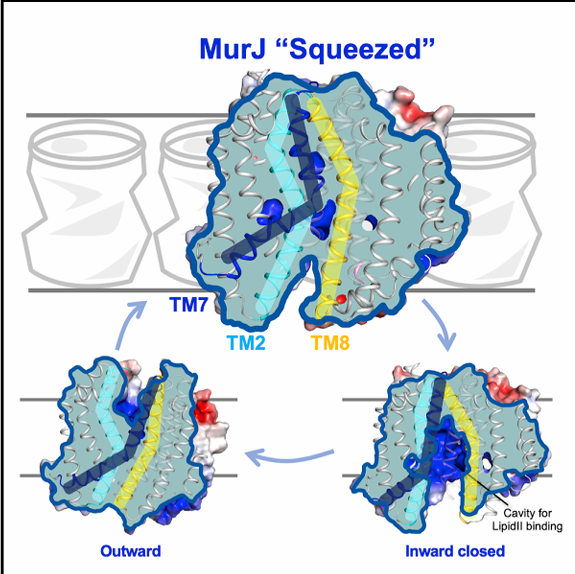 MurJ “Squeezed”
TM7
TM2
TM8
Cavity for
LipidII binding
Outward
Inward closed